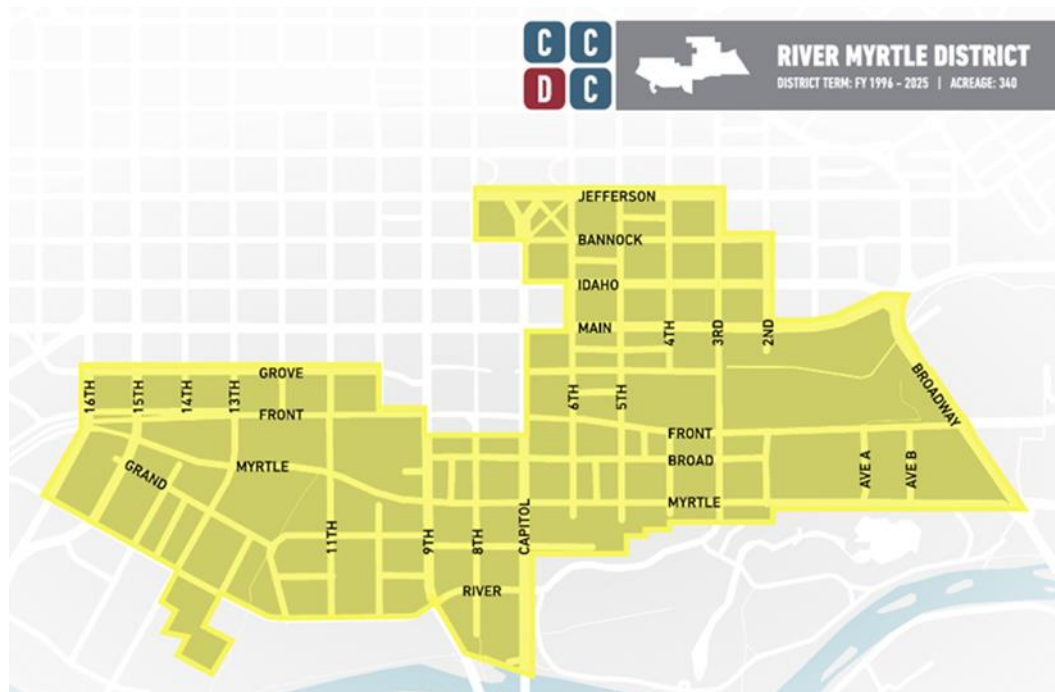 C C
D C
RIVER MYRTLE DISTRICT
DISTRICT TERM: FY 1996 - 2025 | ACREAGE: 340
JEFFERSON
BANNOCK
IDAHO
MAIN
4TH
3RD
2ND
GROVE
16TH
15TH
14TH
13TH
6TH
5TH
BROADWAY
FRONT
FRONT
BROAD
MYRTLE
GRAND
AVE A
AVE B
MYRTLE
11TH
9TH
8TH
CAPITOL
RIVER